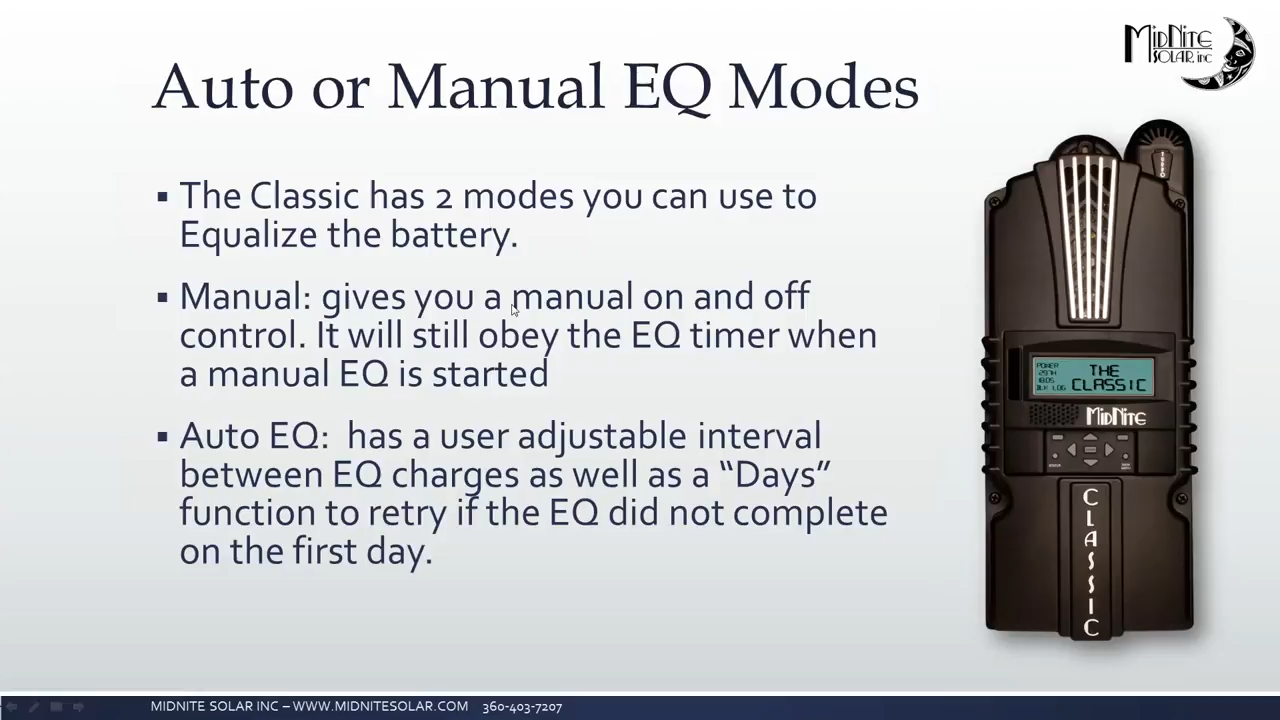 MIDNITE
SOLAR, inc
Auto or Manual EQ Modes
▪ The Classic has 2 modes you can use to
Equalize the battery.
▪ Manual: gives you a manual on and off
control. It will still obey the EQ timer when
a manual EQ is started
▪ Auto EQ:  has a user adjustable interval
between EQ charges as well as a “Days”
function to retry if the EQ did not complete
on the first day.
POWER
THE
CLASSIC
MIDNITE
CLASSIC
MIDNITE SOLAR INC – WWW.MIDNITESOLAR.COM    360-403-7207